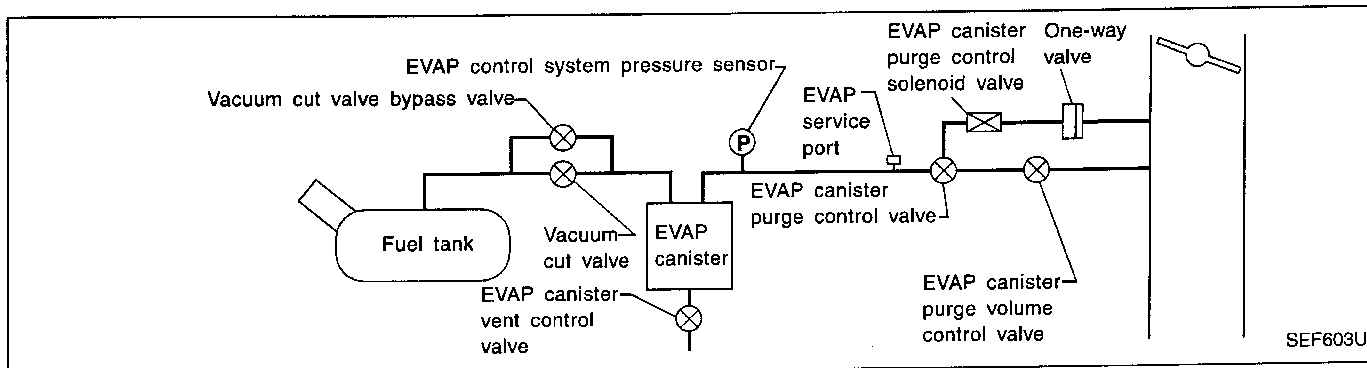 EVAP canister
purge control
solenoid valve
One-way
valve
EVAP control system pressure sensor
Vacuum cut valve bypass valve
EVAP
service
port
P
EVAP canister
purge control valve
Fuel tank
Vacuum
cut valve
EVAP
canister
EVAP canister
vent control
valve
EVAP canister
purge volume
control valve
SEF603U